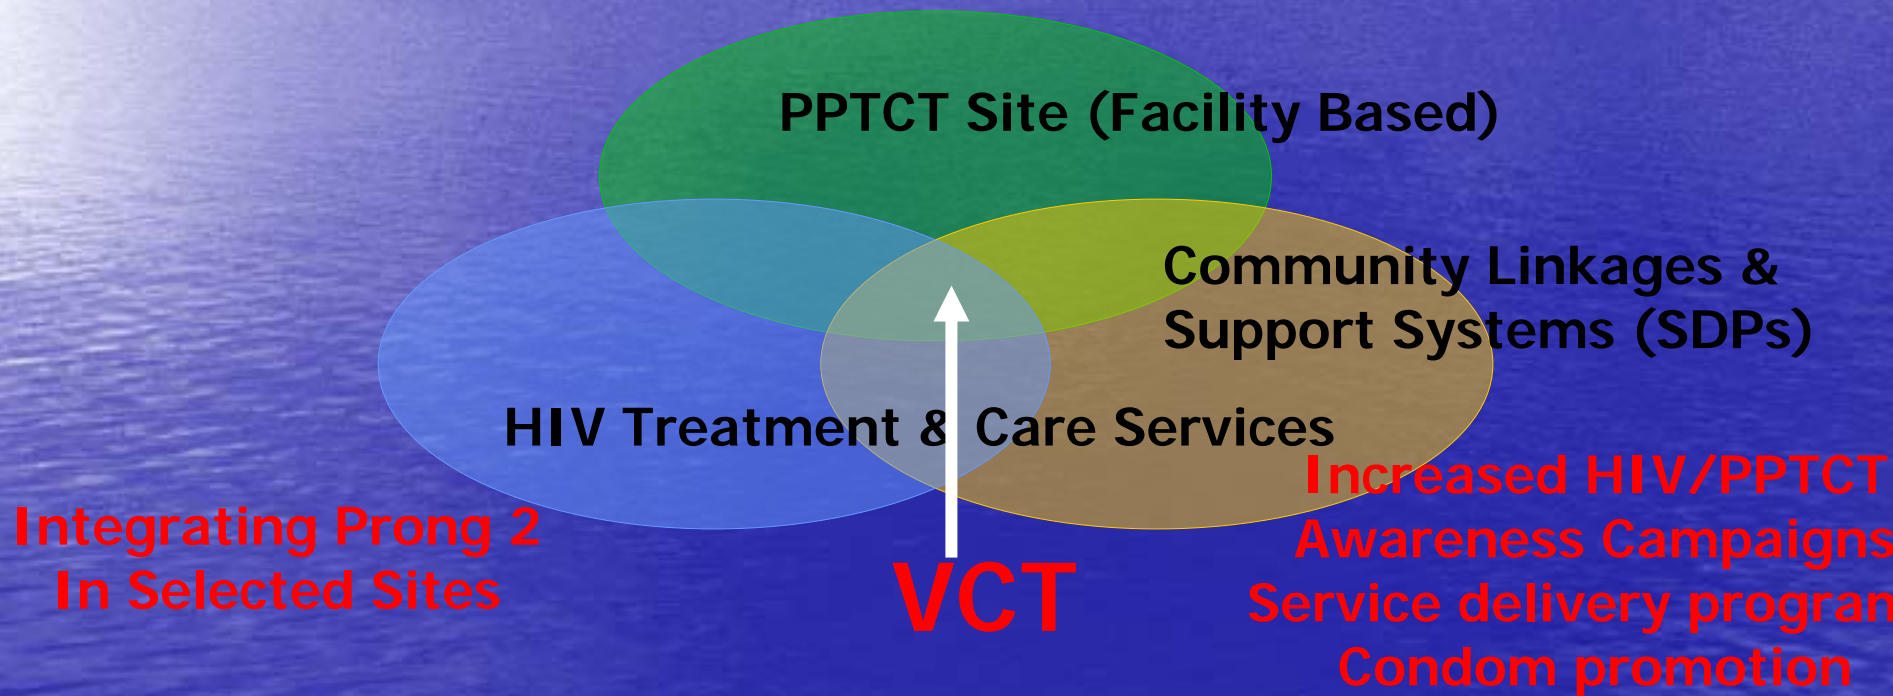 PPTCT Site (Facility Based)
Community Linkages &
Support Systems (SDPs)
HIV Treatment & Care Services
Integrating Prong 2
In Selected Sites
VCT
Increased HIV/PPTCT
Awareness Campaigns
Service delivery
Condom promotion